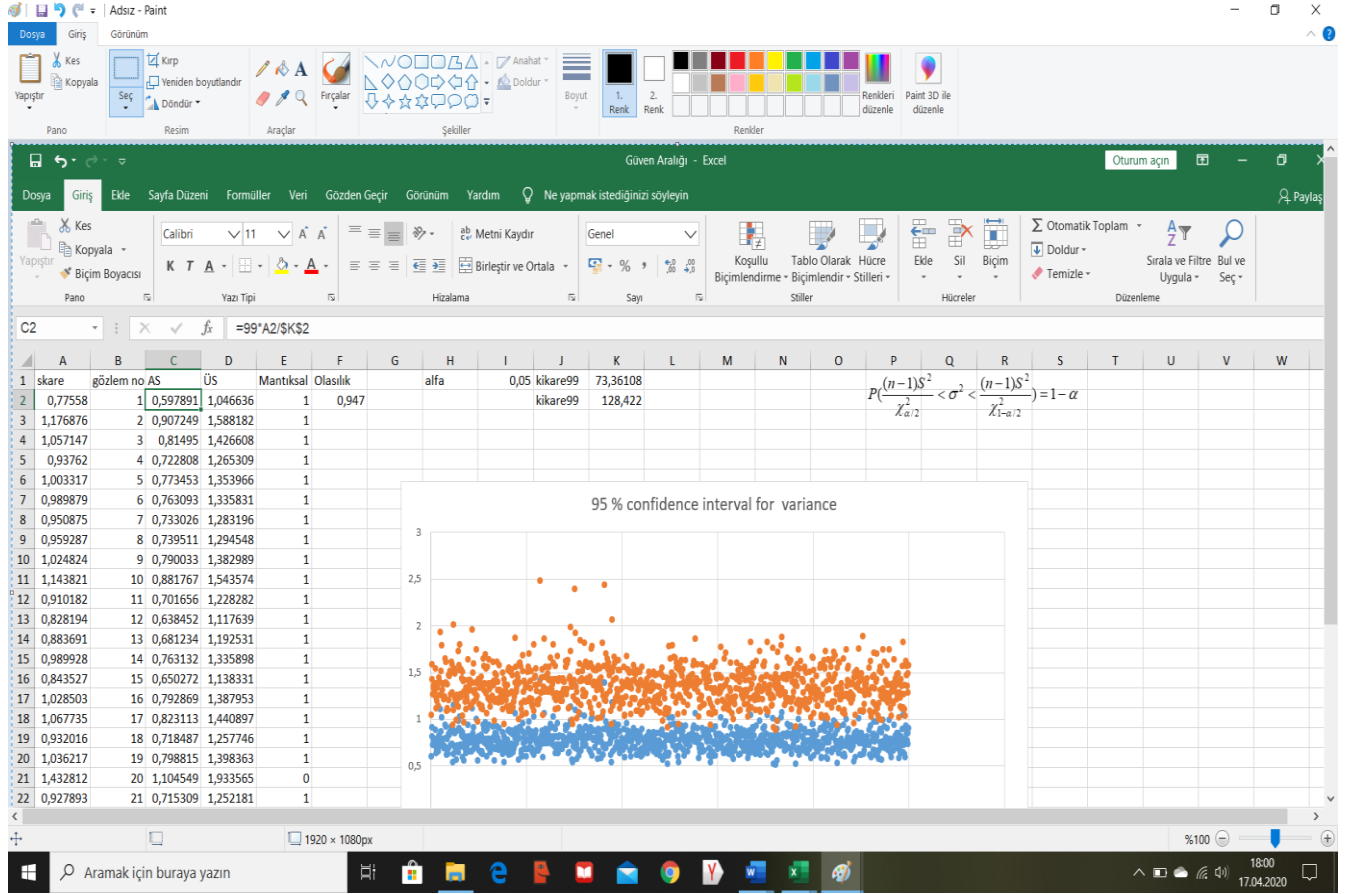 Adsız - Paint
Dosya Giriş Görünüm
Yapıştır Kes Kopyala
Seç Kırp Yeniden boyutlandır Döndür
A Fırçalar
Anahat Doldur
Boyut
1. Renk 2. Renk
Renkleri düzenle Paint 3D ile düzenle
Pano Resim Araçlar Şekiller Renkler
Güven Aralığı - Excel Oturum açın
Dosya Giriş Ekle Sayfa Düzeni Formüller Veri Gözden Geçir Görünüm Yardım Ne yapmak istediğinizi söyleyin Paylaş
Yapıştır Kes Kopyala Biçim Boyacısı
Calibri 11
K T A
Metni Kaydır
Birleştir ve Ortala
Genel
Koşullu Biçimlendirme Tablo Olarak Biçimlendir Hücre Stilleri
Ekle Sil Biçim
Otomatik Toplam
Doldur
Temizle
Sırala ve Filtre Uygula Bul ve Seç
Pano Yazı Tipi Hizalama Sayı Stiller Hücreler Düzenleme
C2 fx =99*A2/$K$2
A B C D E F G H I J K L M N O P Q R S T U V W
1 skare gözlem no AS ÜS Mantıksal Olasılık alfa 0,05 kikare99 73,36108
2 0,77558 1 0,597891 1,046636 1 0,947 kikare99 128,422
P((n−1)S²/χ²α/2 < σ² < (n−1)S²/χ²1−α/2) = 1 − α
3 1,176876 2 0,907249 1,588182 1
4 1,057147 3 0,81495 1,426608 1
5 0,93762 4 0,722808 1,265309 1
6 1,003317 5 0,773453 1,353966 1
7 0,989879 6 0,763093 1,335831 1
8 0,950875 7 0,733026 1,283196 1
9 0,959287 8 0,739511 1,294548 1
10 1,024824 9 0,790033 1,382989 1
11 1,143821 10 0,881767 1,543574 1
12 0,910182 11 0,701656 1,228282 1
13 0,828194 12 0,638452 1,117639 1
14 0,883691 13 0,681234 1,192531 1
15 0,989928 14 0,763132 1,335898 1
16 0,843527 15 0,650272 1,138331 1
17 1,028503 16 0,792869 1,387953 1
18 1,067735 17 0,823113 1,440897 1
19 0,932016 18 0,718487 1,257746 1
20 1,036217 19 0,798815 1,398363 1
21 1,432812 20 1,104549 1,933565 0
22 0,927893 21 0,715309 1,252181 1
95 % confidence interval for variance
3
2,5
2
1,5
1
0,5
1920 × 1080px %100
Aramak için buraya yazın
18:00
17.04.2020